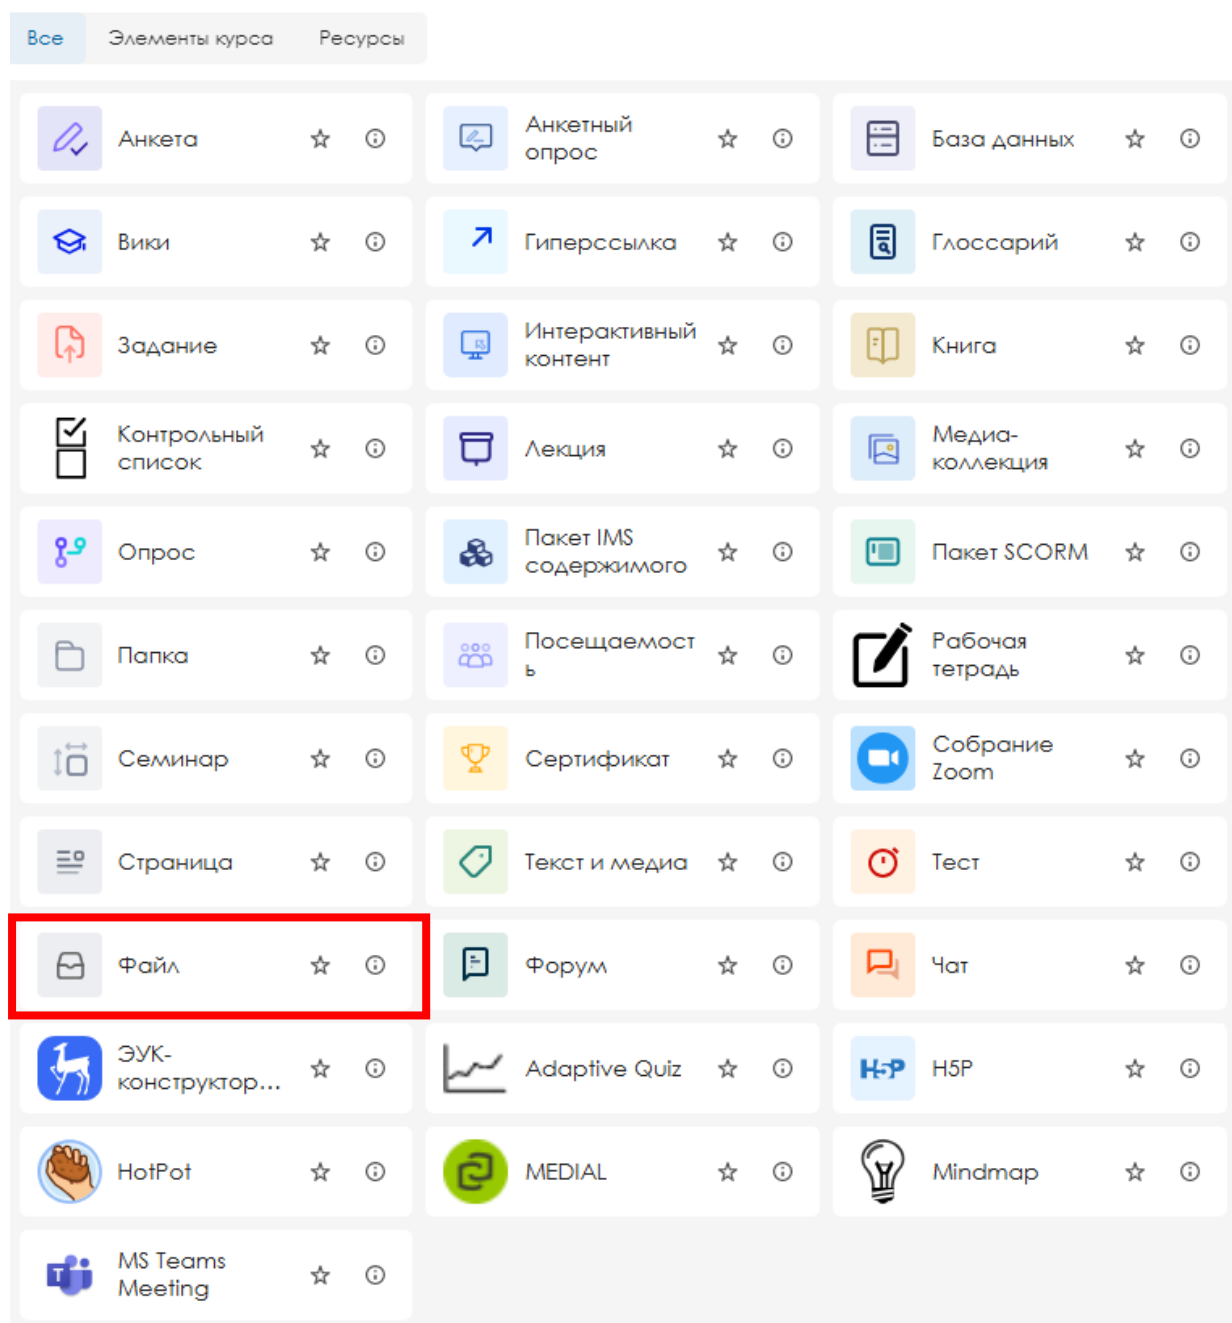 Все Элементы курса Ресурсы
Анкета
Анкетный
опрос
База данных
Вики
Гиперссылка
Глоссарий
Задание
Интерактивный
контент
Книга
Контрольный
список
Лекция
Медиа-
коллекция
Опрос
Пакет IMS
содержимого
Пакет SCORM
Папка
Посещаемост
ь
Рабочая
тетрадь
Семинар
Сертификат
Собрание
Zoom
Страница
Текст и медиа
Тест
Файл
Форум
Чат
ЭУК-
конструктор...
Adaptive Quiz
H5P
H5P
HotPot
MEDIAL
Mindmap
T
MS Teams
Meeting